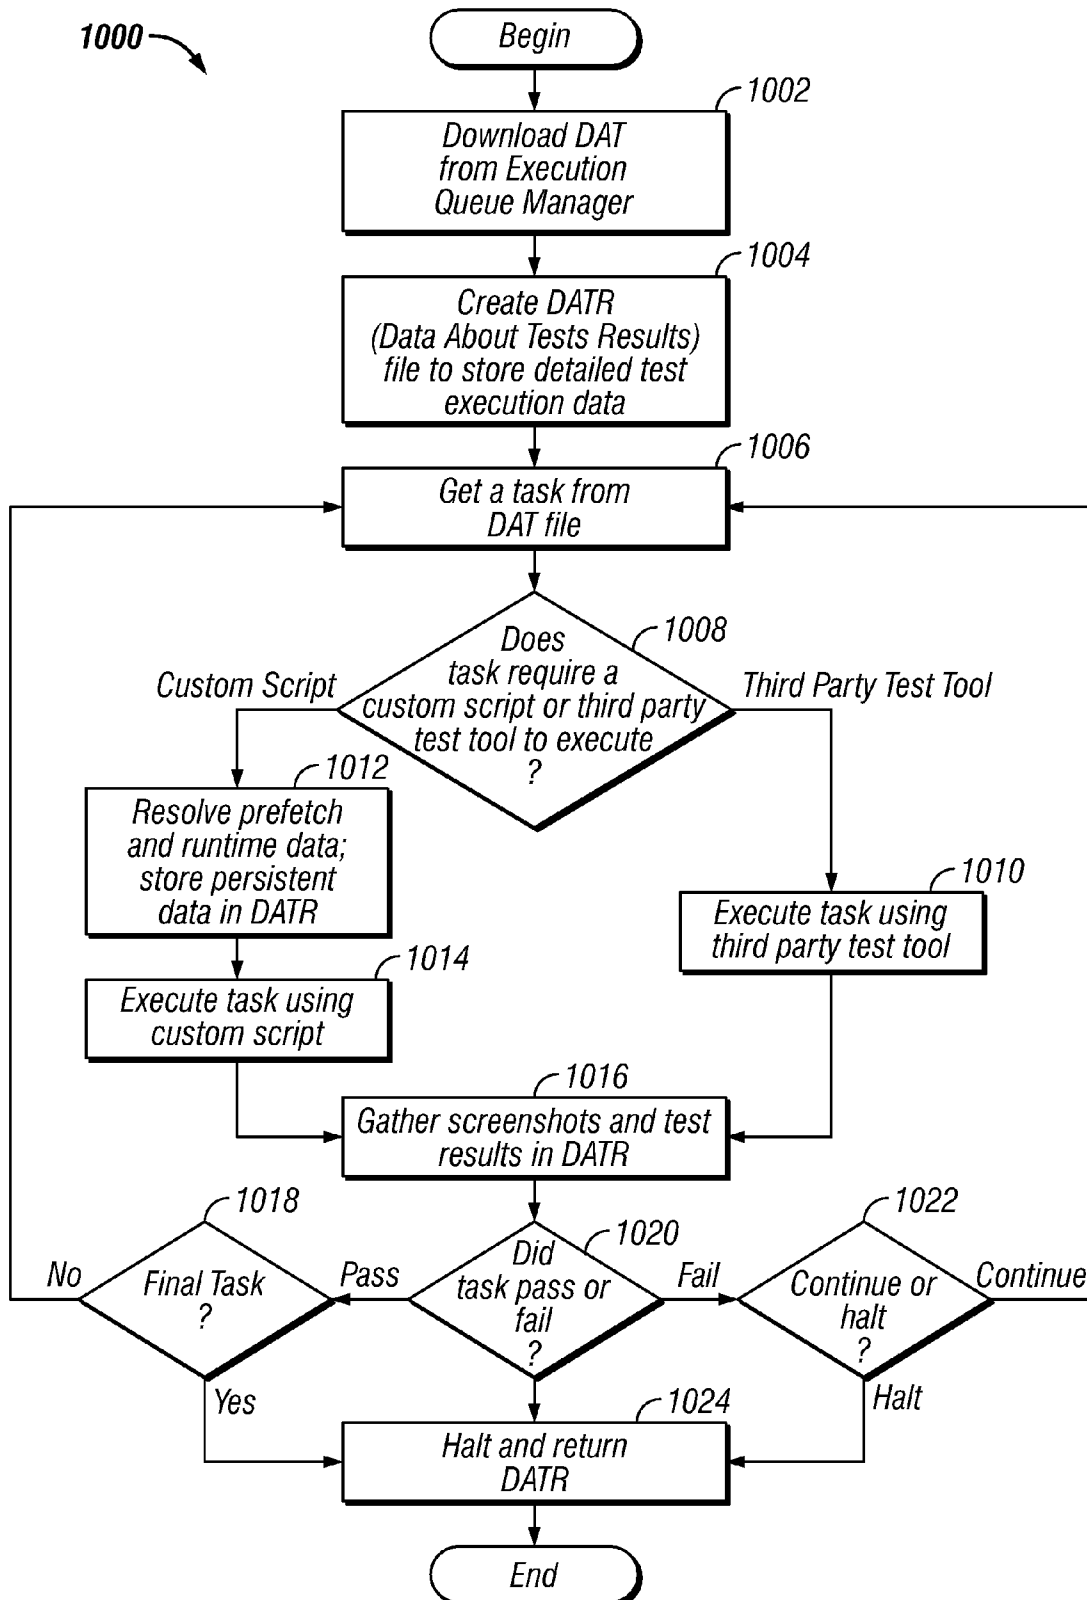 1000
Begin
1002
Download DAT
from Execution
Queue Manager
1004
Create DATR
(Data About Tests Results)
file to store detailed test
execution data
1006
Get a task from
DAT file
1008
Does
task require a
custom script or third party
test tool to execute
?
Custom Script
Third Party Test Tool
1012
Resolve prefetch
and runtime data;
store persistent
data in DATR
1010
Execute task using
third party test tool
1014
Execute task using
custom script
1016
Gather screenshots and test
results in DATR
1018
Final Task
?
No
Yes
1020
Did
task pass or
fail
?
Pass
Fail
1022
Continue or
halt
?
Continue
Halt
1024
Halt and return
DATR
End